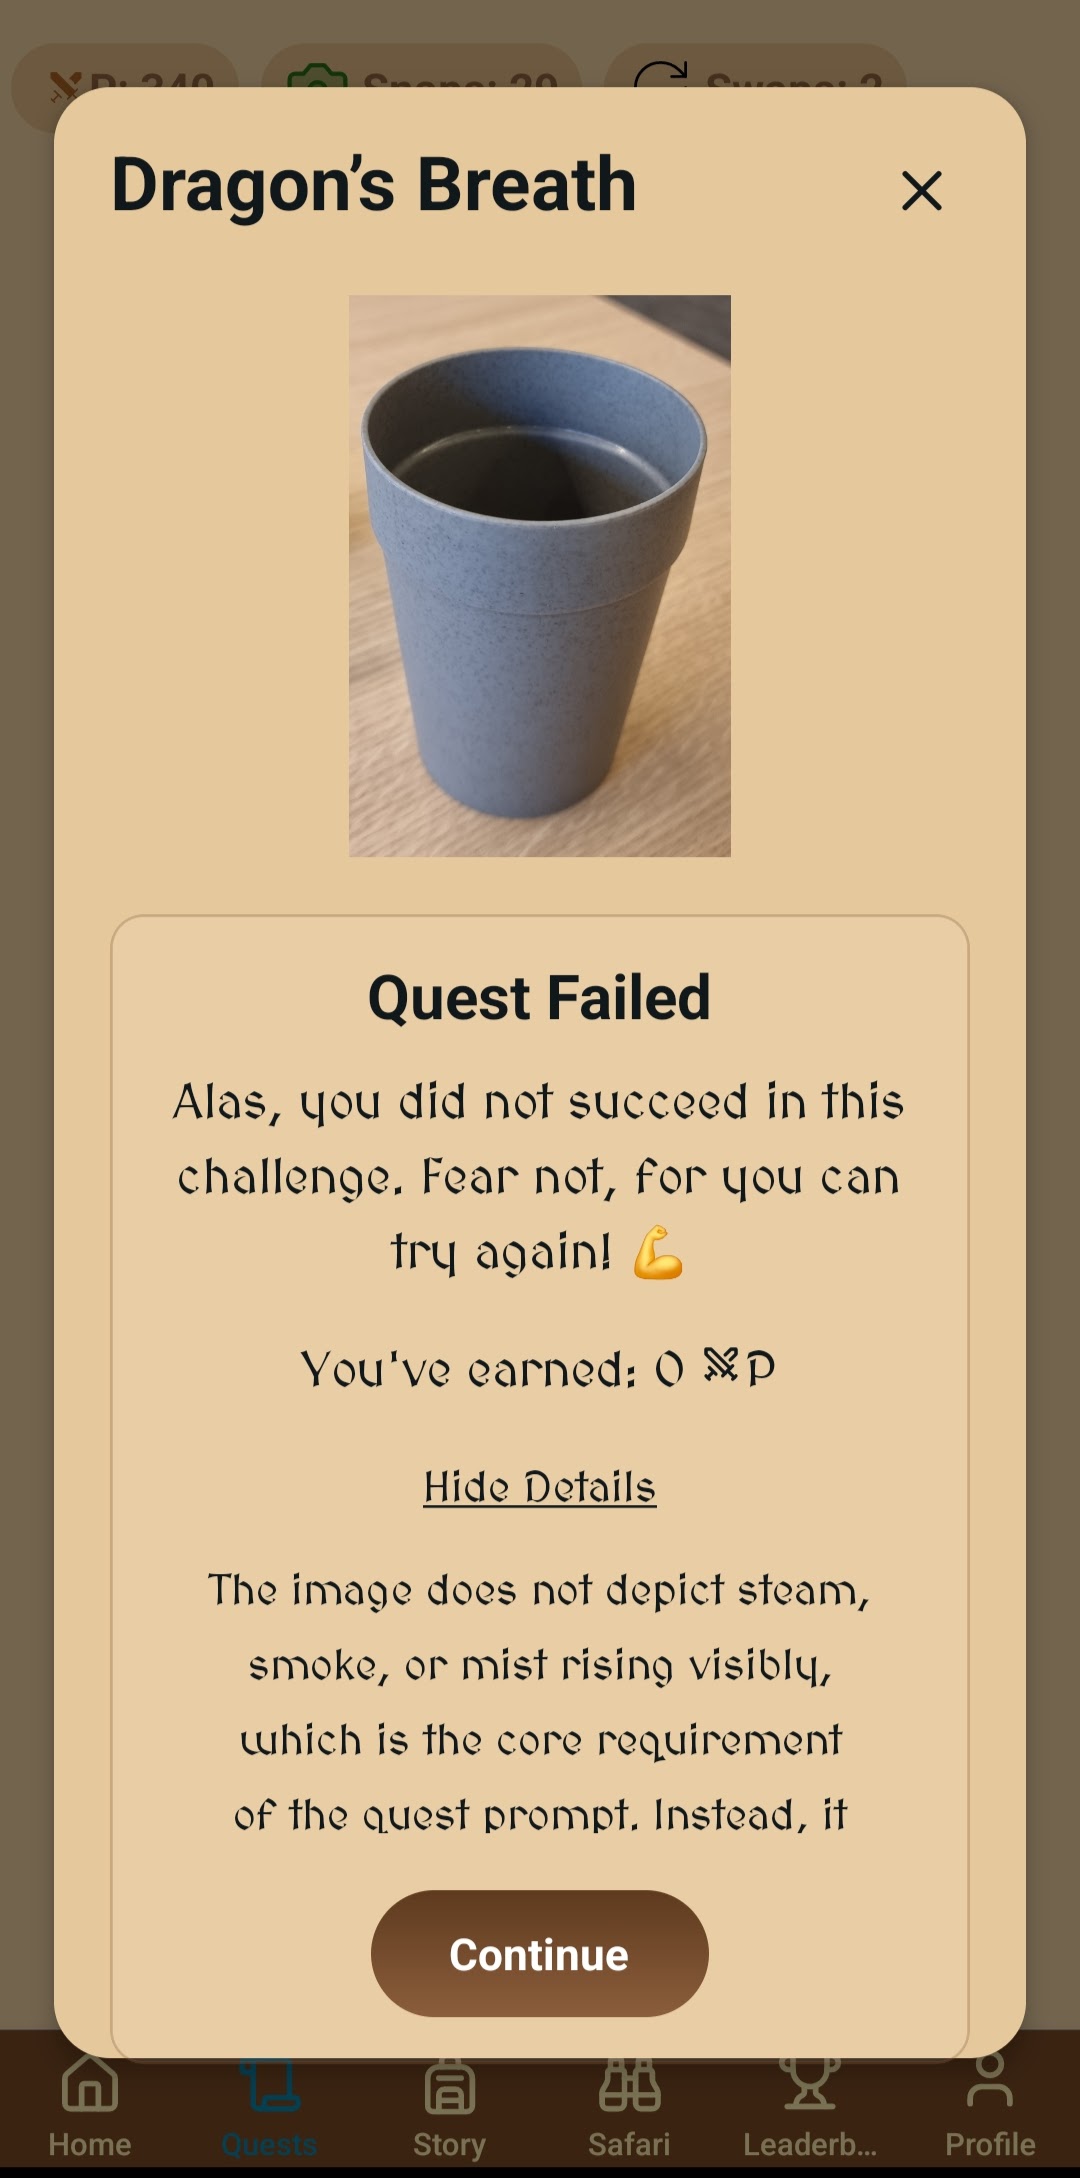 Dragon’s Breath
Quest Failed
Alas, you did not succeed in this
challenge. Fear not, for you can
try again! 💪
You've earned: 0 ⚔P
Hide Details
The image does not depict steam,
smoke, or mist rising visibly,
which is the core requirement
of the quest prompt. Instead, it
Continue
Home Quests Story Safari Leaderb... Profile